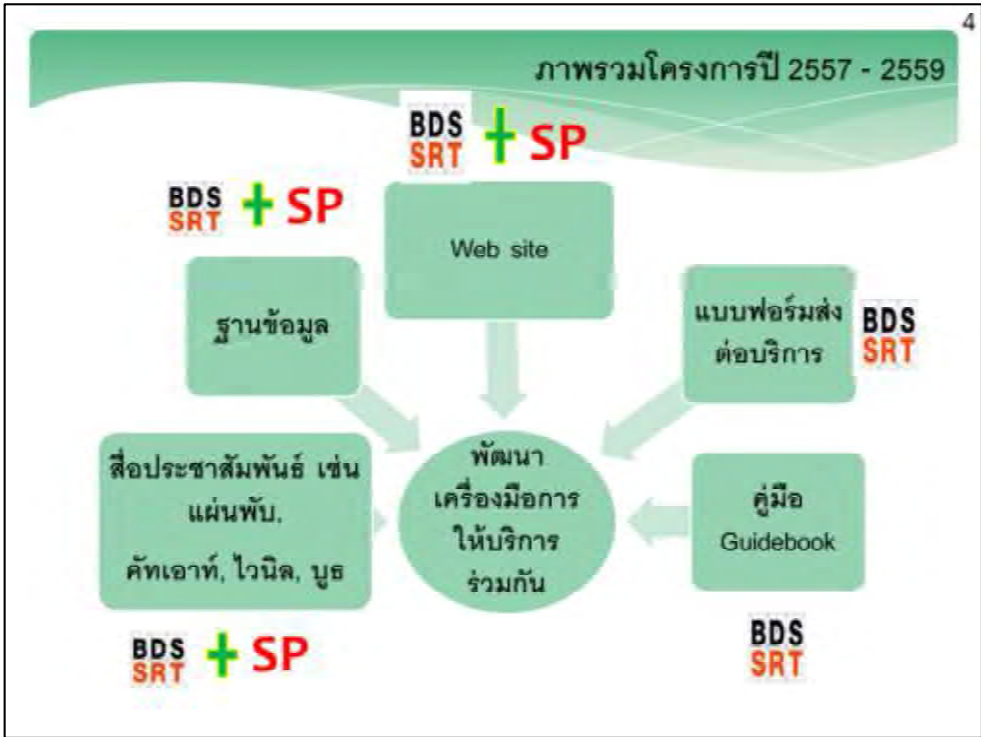 4
ภาพรวมโครงการปี 2557 - 2559
BDS
SRT
+ SP
BDS
SRT
+ SP
Web site
ฐานข้อมูล
แบบฟอร์มส่ง
ต่อบริการ
BDS
SRT
สื่อประชาสัมพันธ์ เช่น
แผ่นพับ,
คัทเอาท์, ไวนิล, บูธ
พัฒนา
เครื่องมือการ
ให้บริการ
ร่วมกัน
คู่มือ
Guidebook
BDS
SRT
+ SP
BDS
SRT